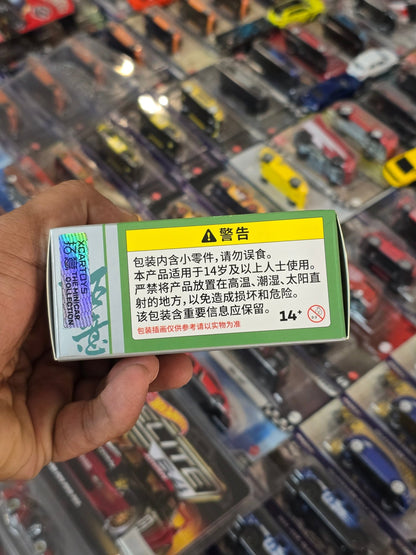 警告
包装内含小零件，请勿误食。
本产品适用于14岁及以上人士使用。
严禁将产品放置在高温、潮湿、太阳直
射的地方，以免造成损坏和危险。
该包装含重要信息应保留。
14+
包装插画仅供参考请以实物为准
XCARTOYS
拓意
THE MINICAR
COLLECTION
拓意
ELITE